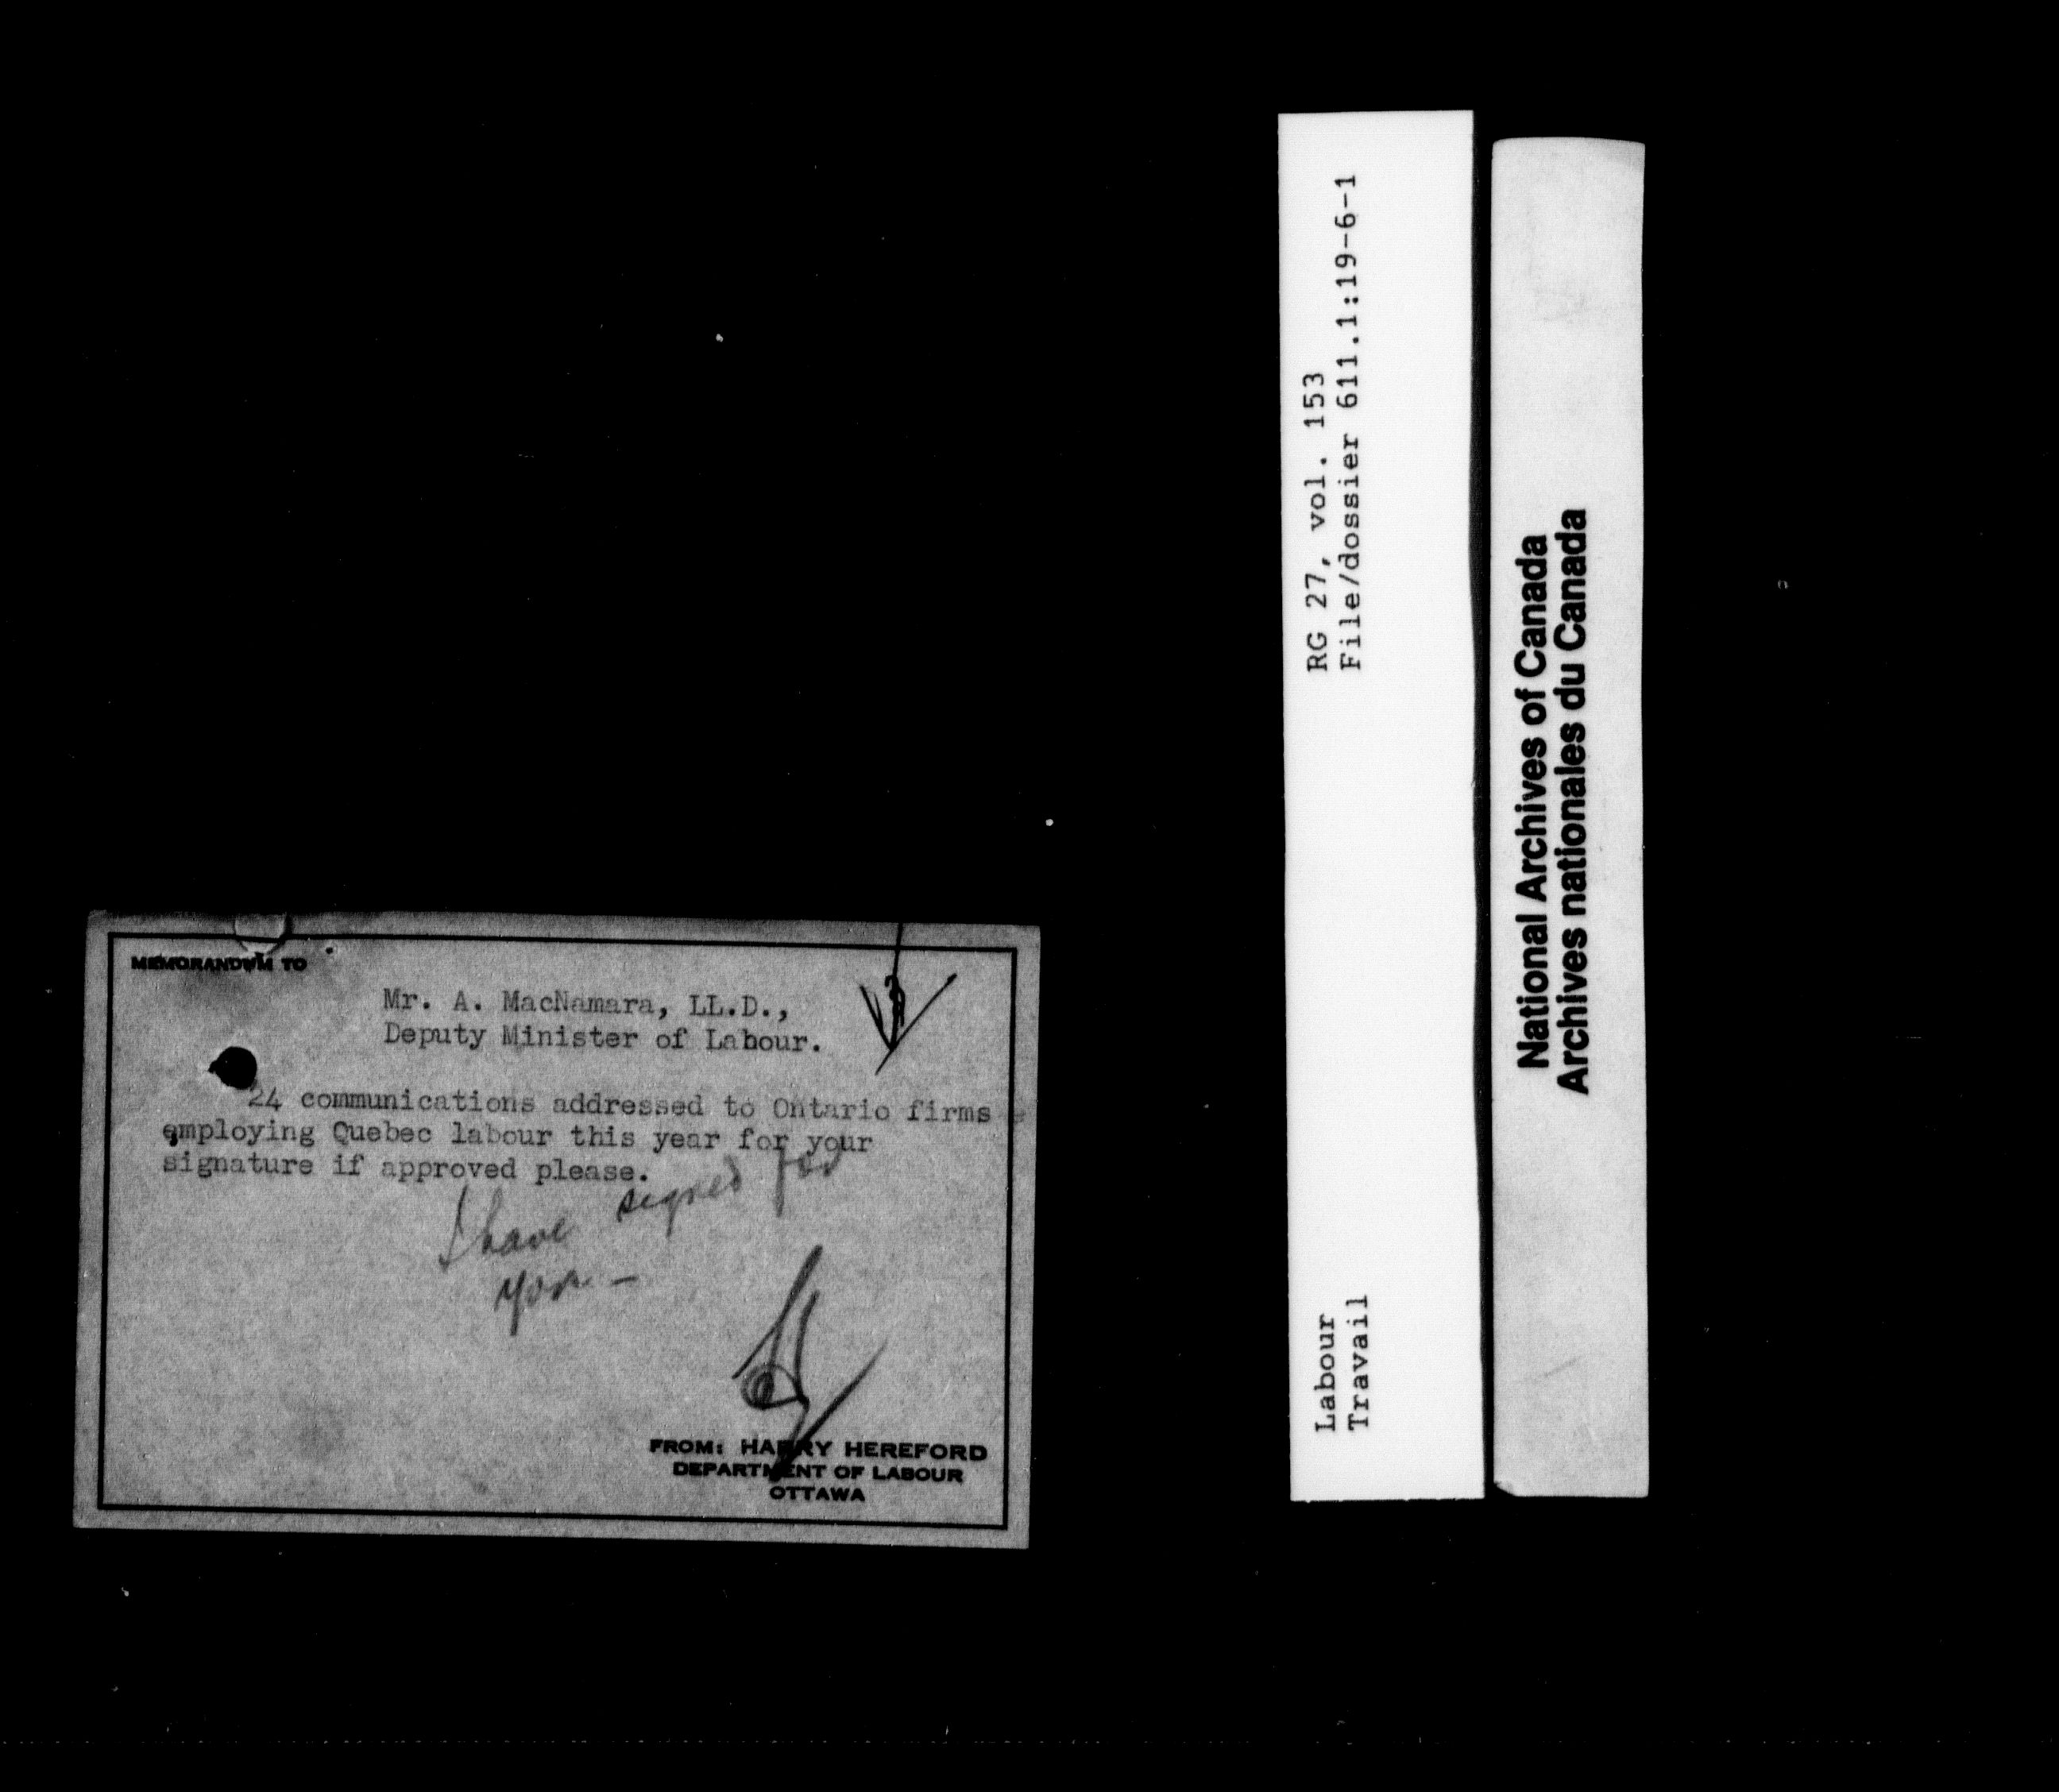 MEMORANDUM TO
Mr. A. MacNamara, LL.D.,
Deputy Minister of Labour.
24 communications addressed to Ontario firms
employing Quebec labour this year for your
signature if approved please.
I have signed for
you –
FROM: HARRY HEREFORD
DEPARTMENT OF LABOUR
OTTAWA
RG 27, vol. 153
File/dossier 611.1:19-6-1
Labour
Travail
National Archives of Canada
Archives nationales du Canada